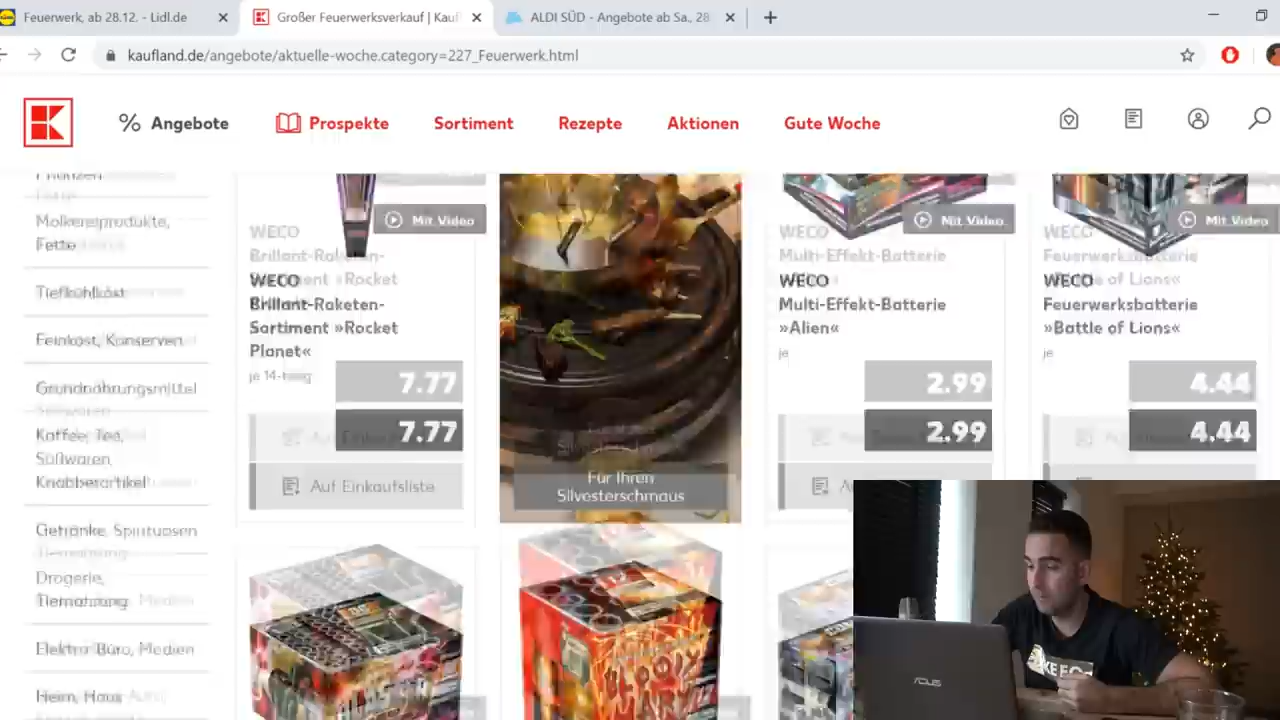 Feuerwerk, ab 28.12. - Lidl.de
Großer Feuerwerksverkauf | Kauf
ALDI SÜD - Angebote ab Sa., 28
kaufland.de/angebote/aktuelle-woche.category=227_Feuerwerk.html
Angebote
Prospekte
Sortiment
Rezepte
Aktionen
Gute Woche
Pflanzen
Molkereiprodukte,
Fette
Tiefkühlkost
Feinkost, Konserven
Grundnahrungsmittel
Kaffee, Tee,
Süßwaren,
Knabberartikel
Getränke, Spirituosen
Drogerie,
Tiernahrung
Elektro, Büro, Medien
Heim, Haus
Mit Video
WECO
Brillant-Raketen-
Sortiment »Rocket
Planet«
je 14-teilig
7.77
7.77
Auf Einkaufsliste
Für Ihren
Silvesterschmaus
Mit Video
WECO
Multi-Effekt-Batterie
»Alien«
je
2.99
2.99
Mit Video
WECO
Feuerwerksbatterie
»Battle of Lions«
je
4.44
4.44
ASUS